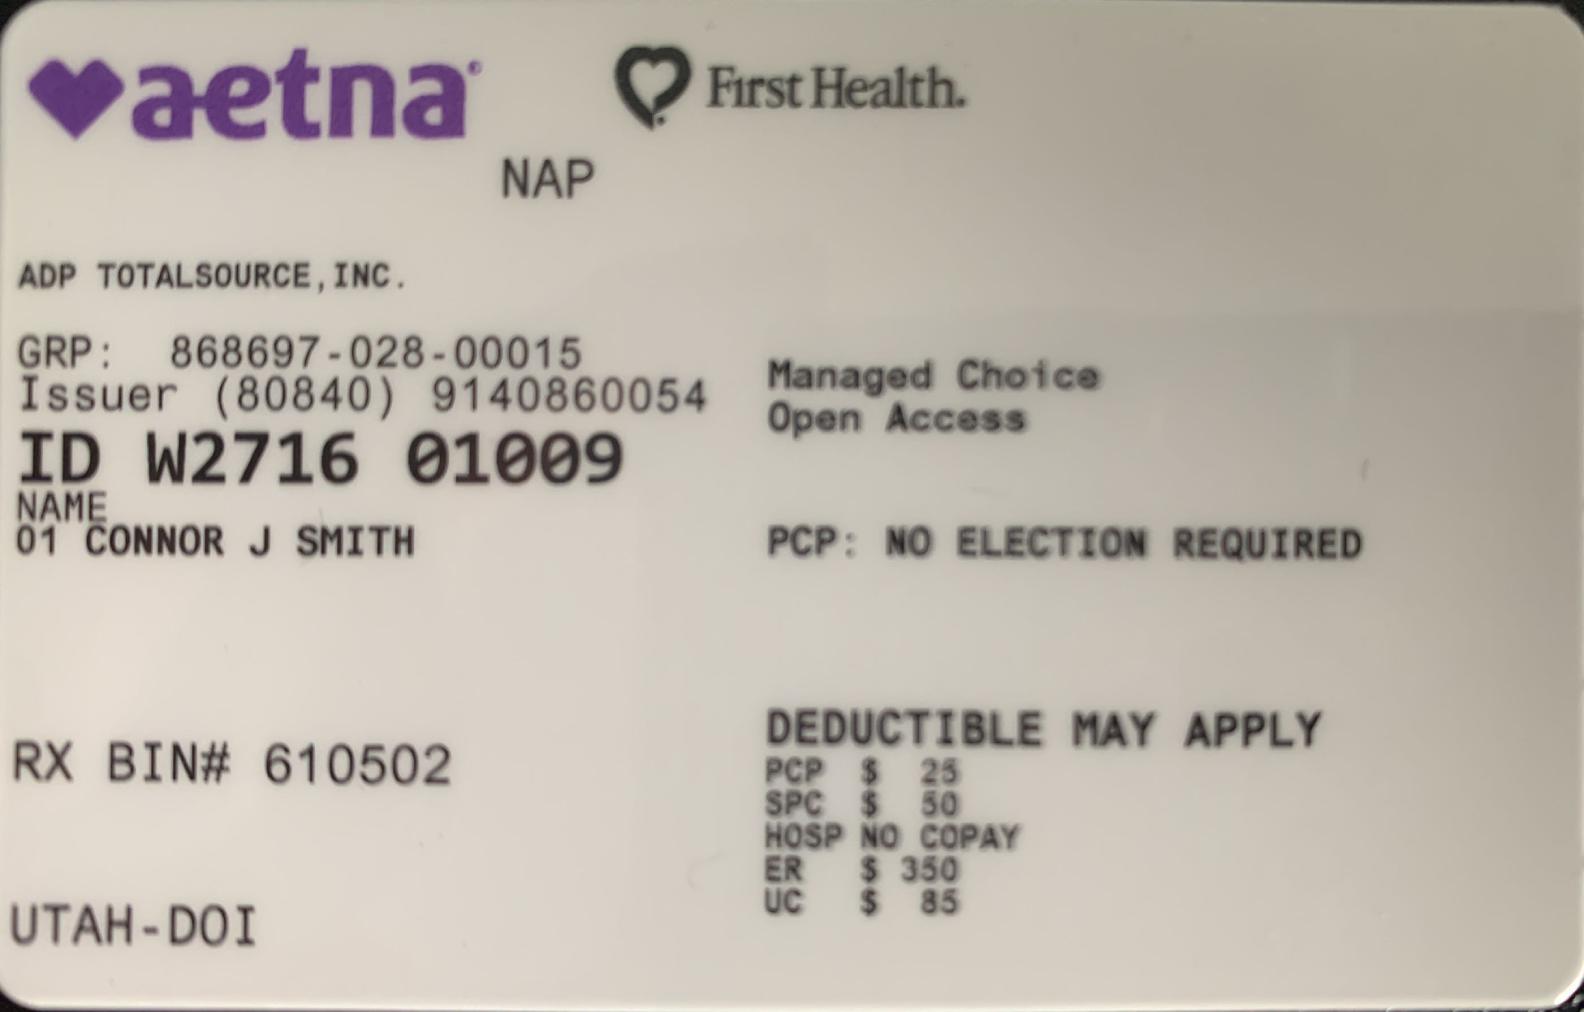 aetna
First Health.
NAP
ADP TOTALSOURCE,INC.
GRP: 868697-028-00015
Issuer (80840) 9140860054
ID W2716 01009
NAME
01 CONNOR J SMITH
RX BIN# 610502
UTAH-DOI
Managed Choice
Open Access
PCP: NO ELECTION REQUIRED
DEDUCTIBLE MAY APPLY
PCP $ 25
SPC $ 50
HOSP NO COPAY
ER $ 350
UC $ 85